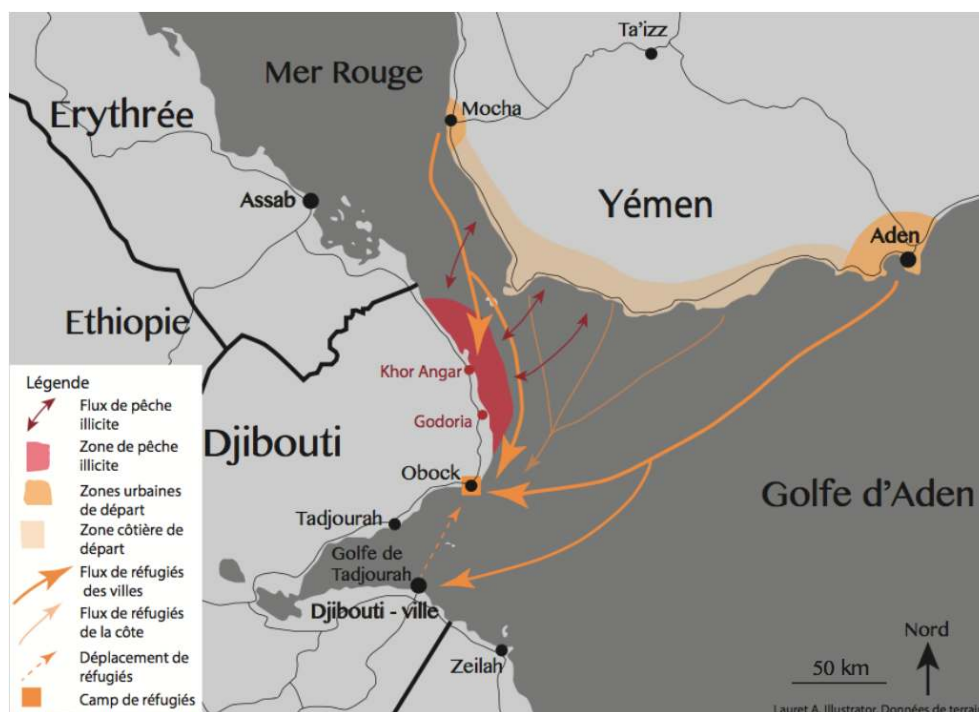 Ta'izz
Mer Rouge
Erythrée
Mocha
Assab
Yémen
Aden
Ethiopie
Khor Angar
Godoria
Djibouti
Obock
Golfe d'Aden
Tadjourah
Golfe de
Tadjourah
Djibouti - ville
Zeilah
Nord
50 km
Légende
Flux de pêche
illicite
Zone de pêche
illicite
Zones urbaines
de départ
Zone côtière de
départ
Flux de réfugiés
des villes
Flux de réfugiés
de la côte
Déplacement de
réfugiés
Camp de réfugiés
Lauret A. Illustrator. Données de terrai